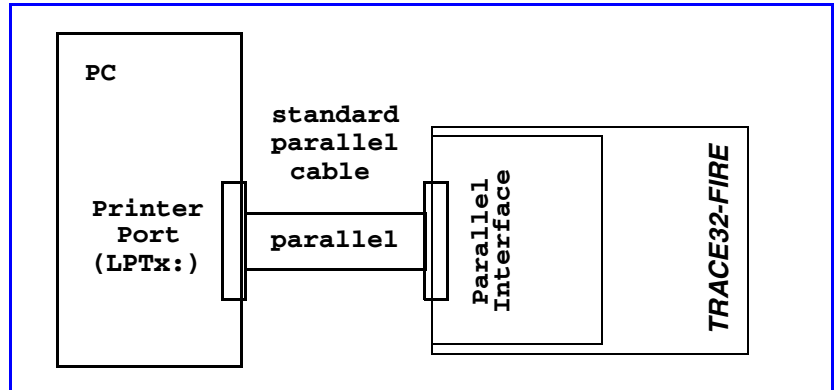 PC
standard
parallel
cable
Printer
Port
(LPTx:)
parallel
Parallel
Interface
TRACE32-FIRE